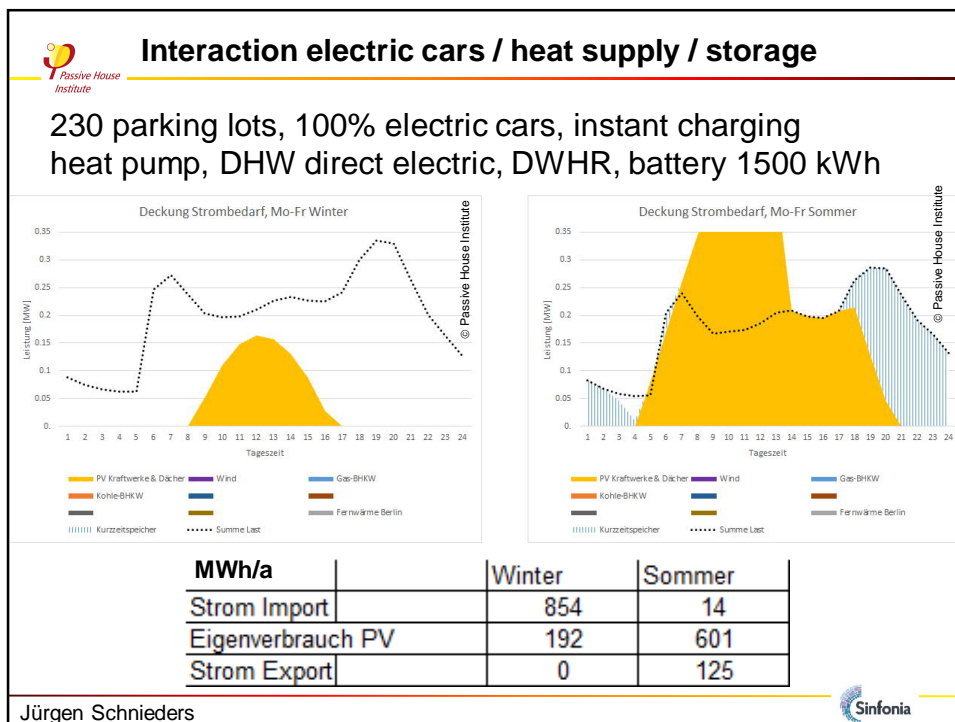 Interaction electric cars / heat supply / storage
Passive House
Institute
230 parking lots, 100% electric cars, instant charging
heat pump, DHW direct electric, DWHR, battery 1500 kWh
Deckung Strombedarf, Mo-Fr Winter
© Passive House Institute
Leistung [MW]
0.35
0.3
0.25
0.2
0.15
0.1
0.05
0.
1 2 3 4 5 6 7 8 9 10 11 12 13 14 15 16 17 18 19 20 21 22 23 24
Tageszeit
PV Kraftwerke & Dächer Wind Gas-BHKW
Kohle-BHKW
Fernwärme Berlin
Kurzzeitspeicher Summe Last
Deckung Strombedarf, Mo-Fr Sommer
© Passive House Institute
Leistung [MW]
0.35
0.3
0.25
0.2
0.15
0.1
0.05
0.
1 2 3 4 5 6 7 8 9 10 11 12 13 14 15 16 17 18 19 20 21 22 23 24
Tageszeit
PV Kraftwerke & Dächer Wind Gas-BHKW
Kohle-BHKW
Fernwärme Berlin
Kurzzeitspeicher Summe Last
MWh/a Winter Sommer
Strom Import 854 14
Eigenverbrauch PV 192 601
Strom Export 0 125
Jürgen Schnieders
Sinfonia